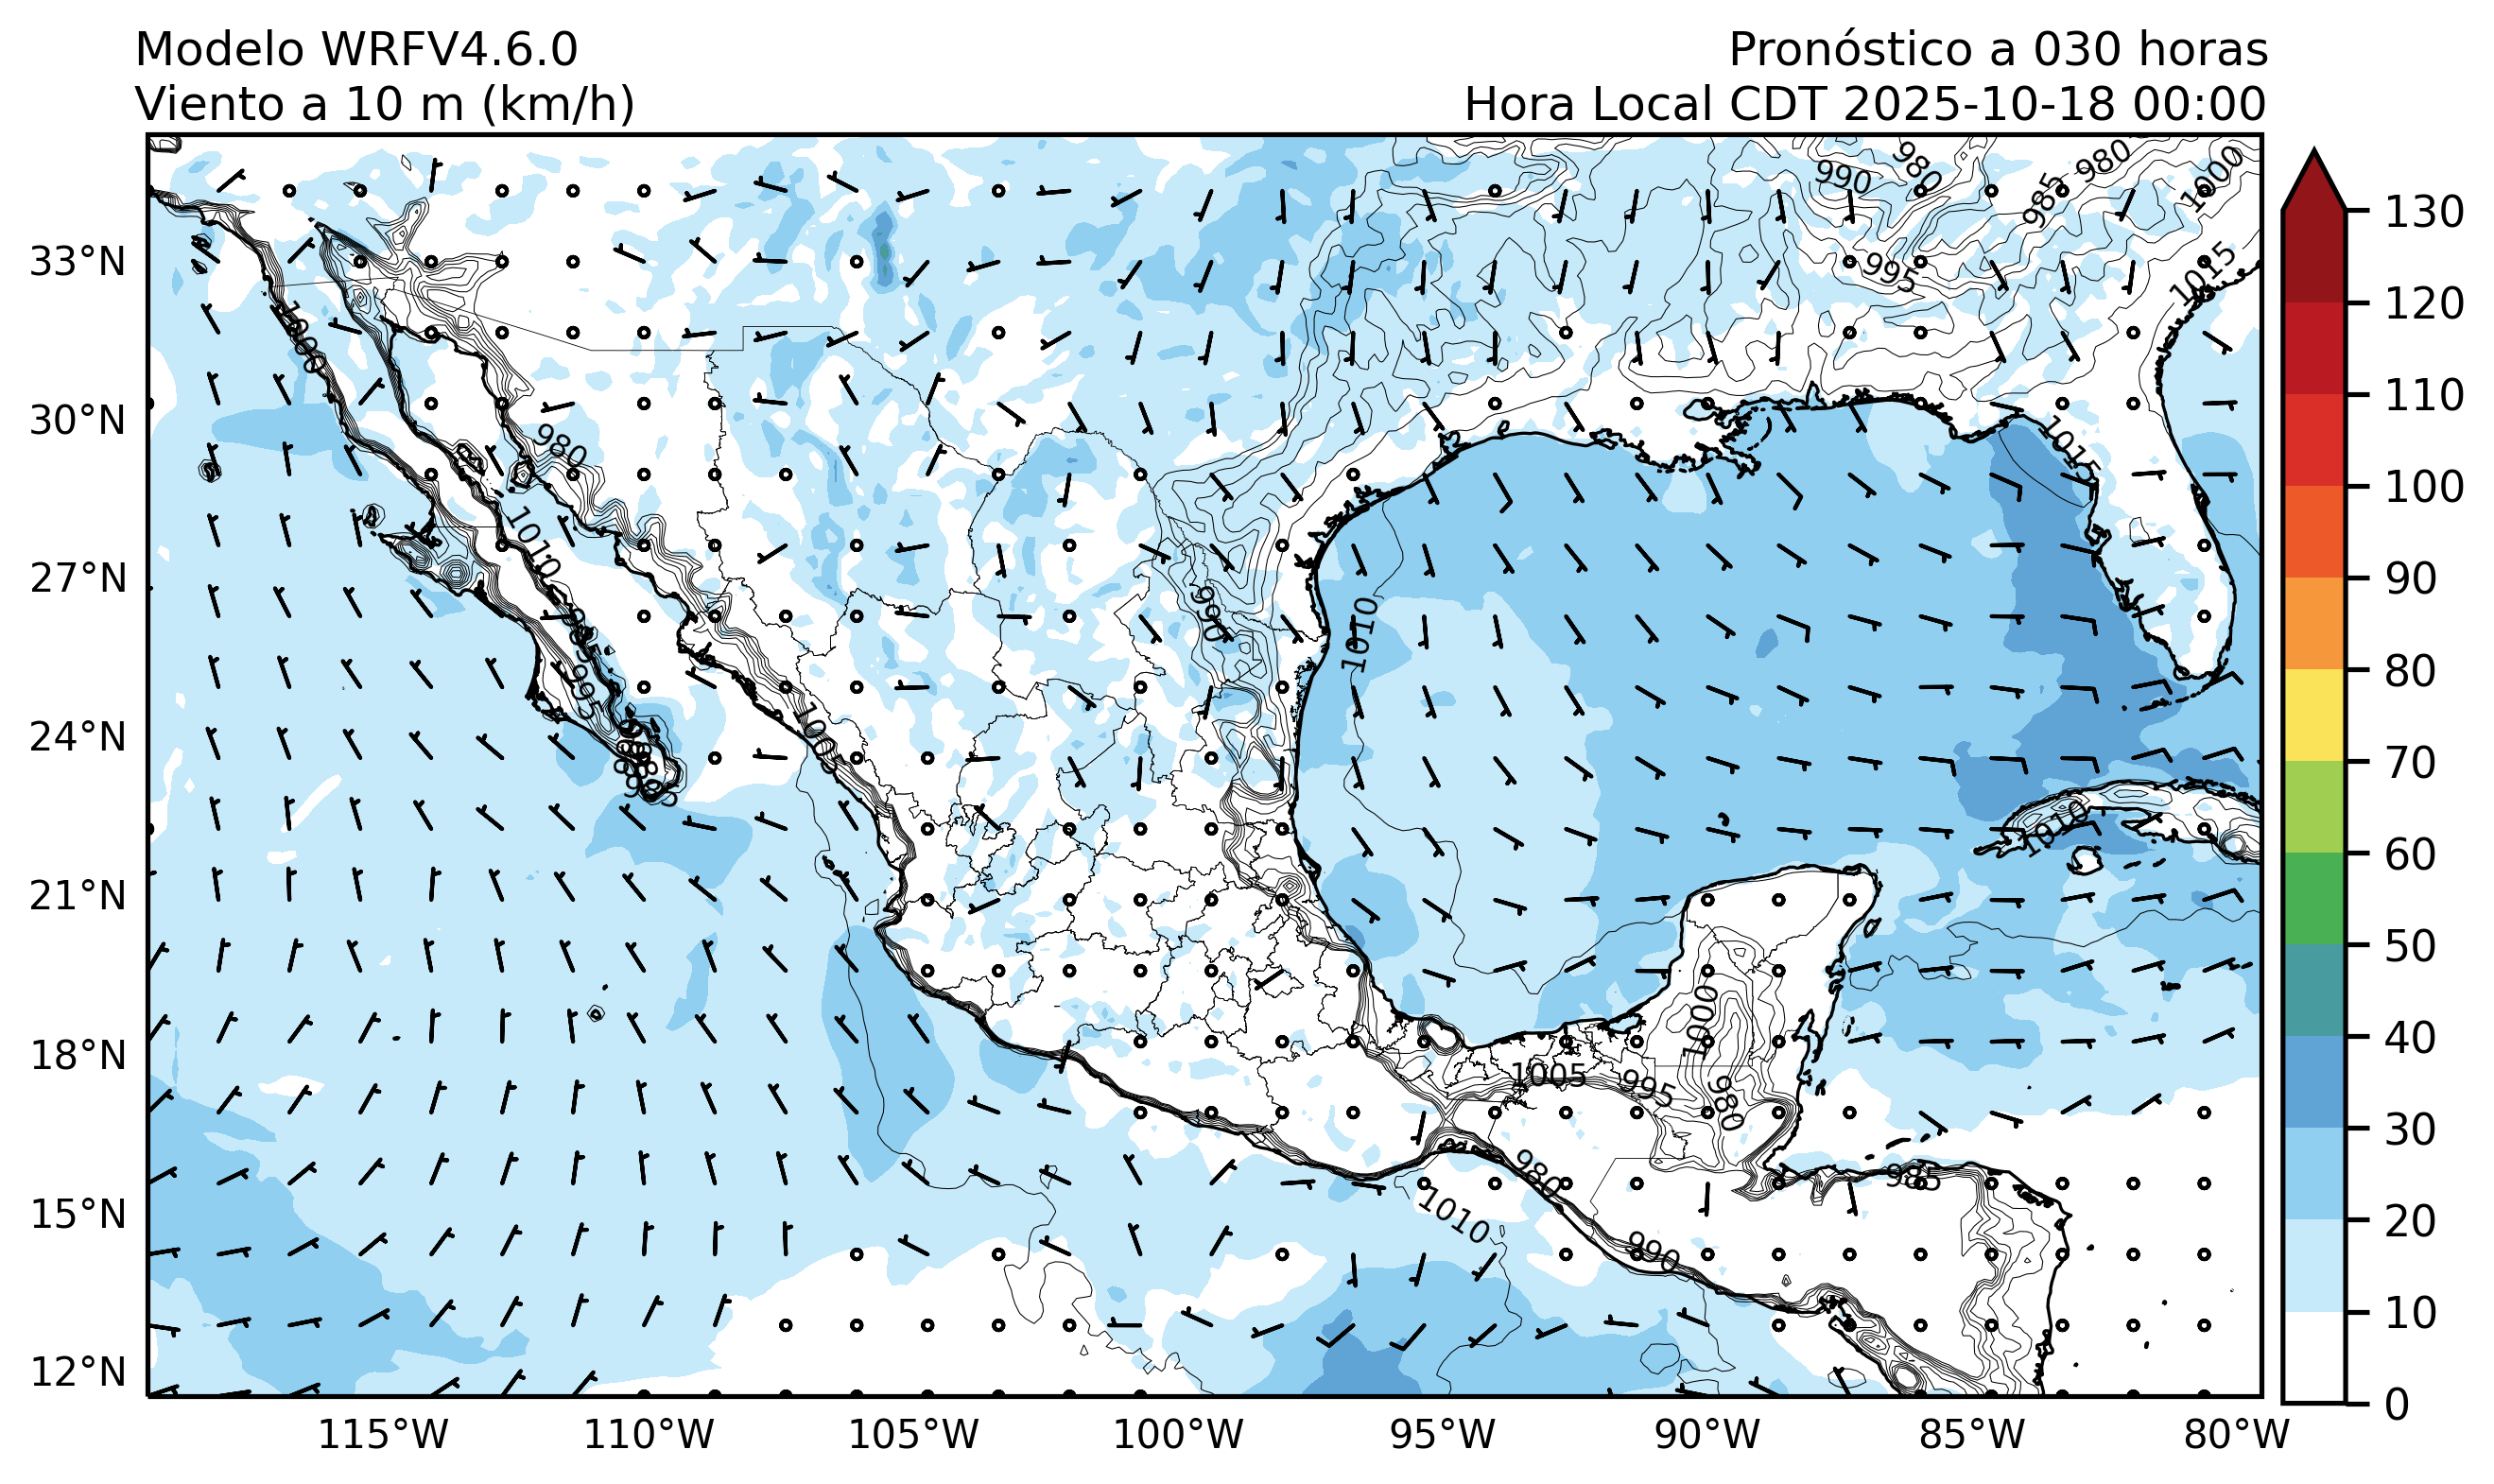 Modelo WRFV4.6.0
Viento a 10 m (km/h)
Pronóstico a 030 horas
Hora Local CDT 2025-10-18 00:00
33°N
30°N
27°N
24°N
21°N
18°N
15°N
12°N
115°W
110°W
105°W
100°W
95°W
90°W
85°W
80°W
130
120
110
100
90
80
70
60
50
40
30
20
10
0
980
990
980
985
1000
995
1015
1000
980
1015
1010
990
1010
995
1005
1010
1000
1005
995
980
985
980
1010
990